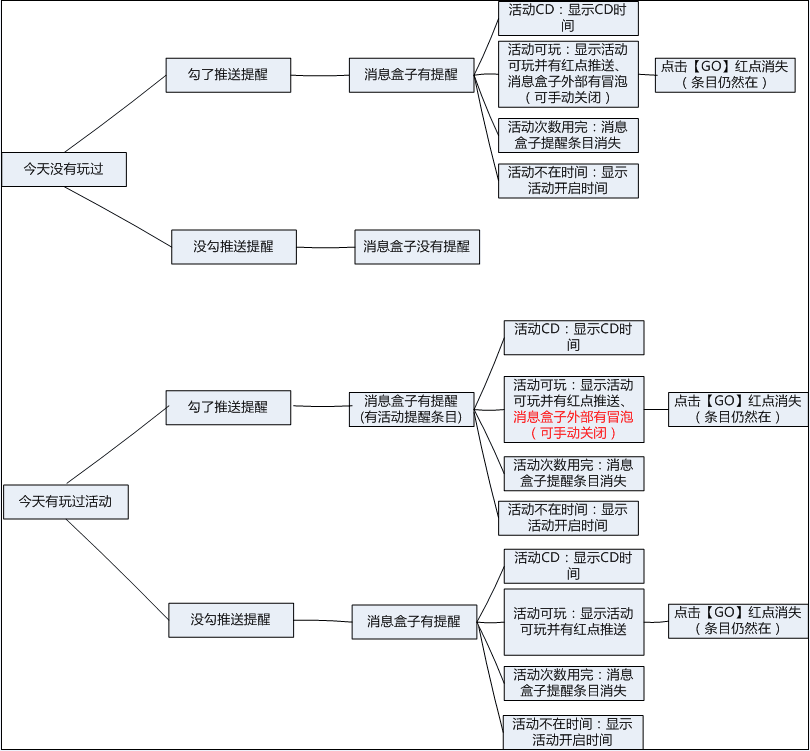 今天没有玩过
勾了推送提醒
消息盒子有提醒
活动CD：显示CD时
间
活动可玩：显示活动
可玩并有红点推送、
消息盒子外部有冒泡
（可手动关闭）
点击【GO】红点消失
（条目仍然在）
活动次数用完：消息
盒子提醒条目消失
活动不在时间：显示
活动开启时间
没勾推送提醒
消息盒子没有提醒
今天有玩过活动
勾了推送提醒
消息盒子有提醒
(有活动提醒条目)
活动CD：显示CD时
间
活动可玩：显示活动
可玩并有红点推送、
消息盒子外部有冒泡
（可手动关闭）
点击【GO】红点消失
（条目仍然在）
活动次数用完：消息
盒子提醒条目消失
活动不在时间：显示
活动开启时间
没勾推送提醒
消息盒子有提醒
活动CD：显示CD时
间
活动可玩：显示活动
可玩并有红点推送
点击【GO】红点消失
（条目仍然在）
活动次数用完：消息
盒子提醒条目消失
活动不在时间：显示
活动开启时间